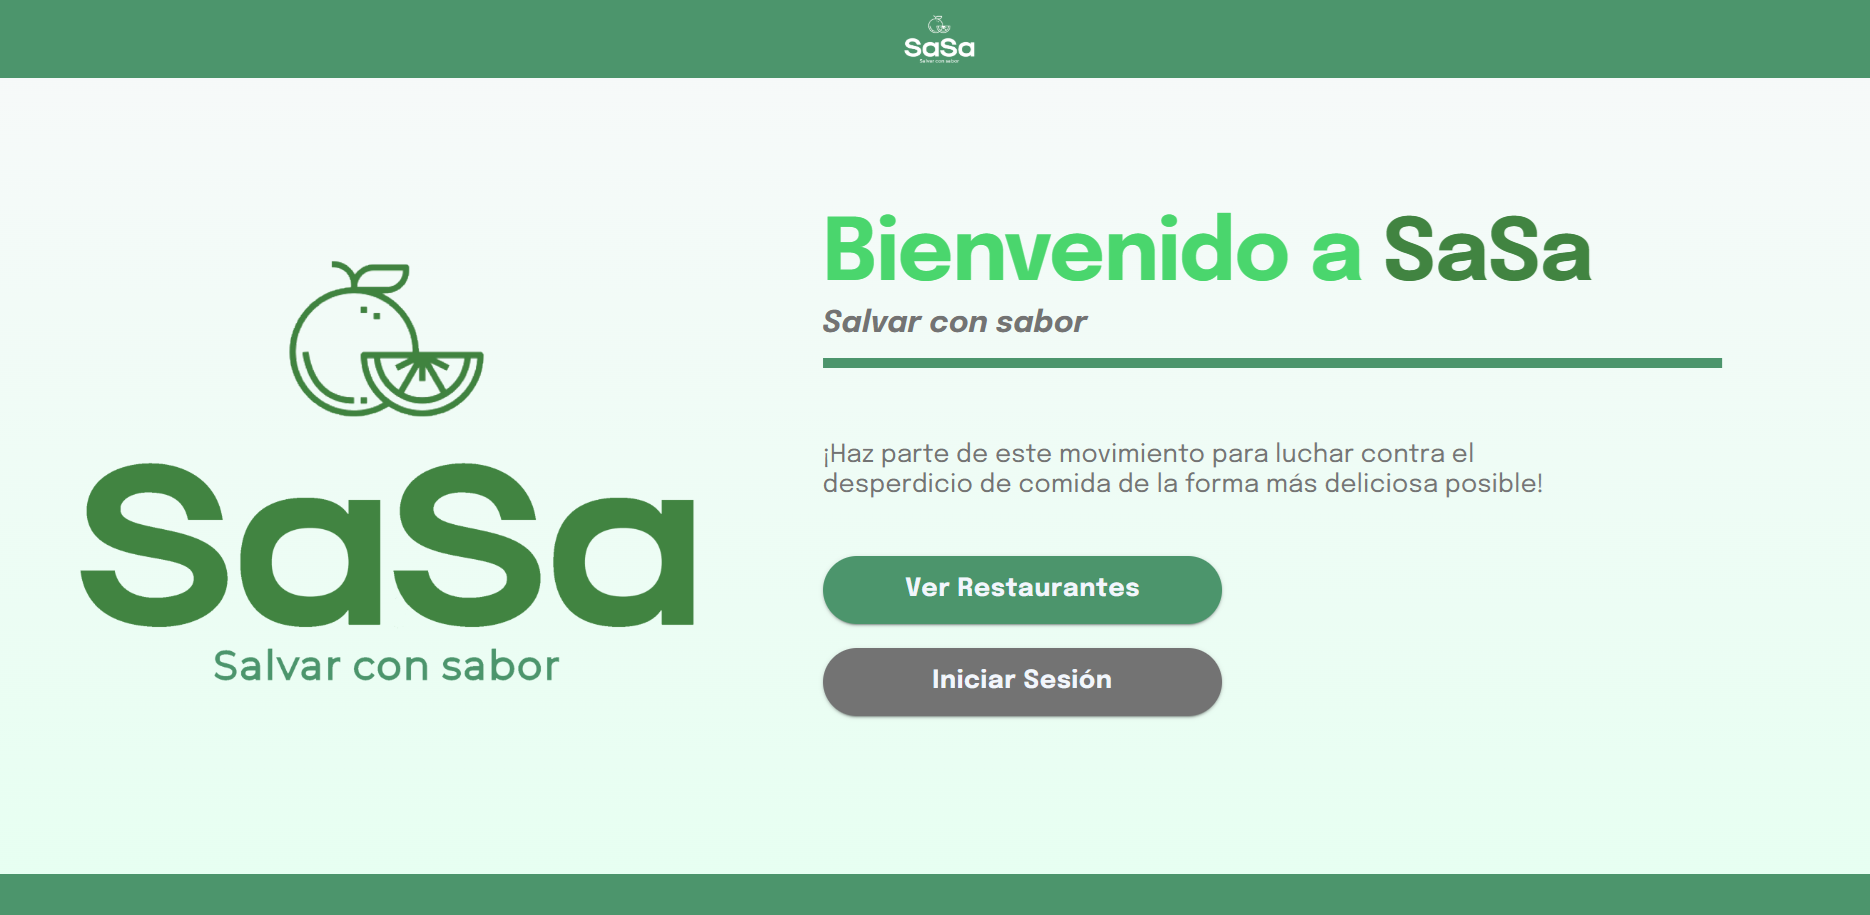 SaSa
Salvar con sabor
SaSa
Salvar con sabor
Bienvenido a SaSa
Salvar con sabor
¡Haz parte de este movimiento para luchar contra el
desperdicio de comida de la forma más deliciosa posible!
Ver Restaurantes
Iniciar Sesión